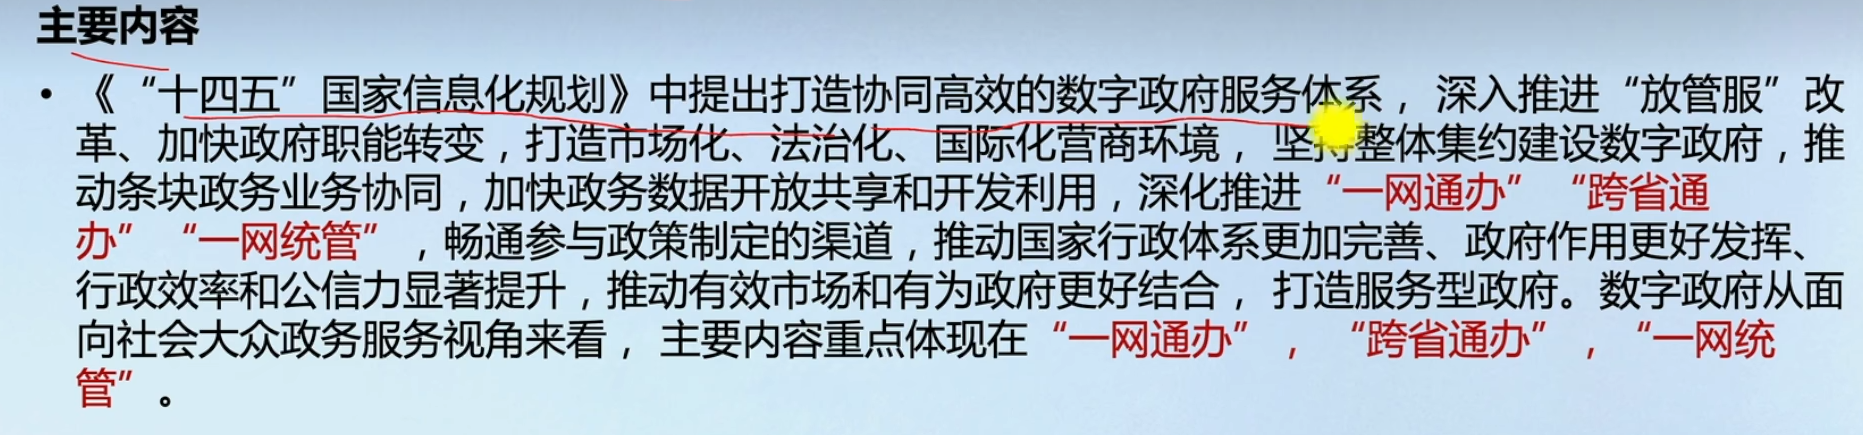 主要内容
• 《“十四五”国家信息化规划》中提出打造协同高效的数字政府服务体系， 深入推进“放管服”改
革、加快政府职能转变，打造市场化、法治化、国际化营商环境， 坚持整体集约建设数字政府，推
动条块政务业务协同，加快政务数据开放共享和开发利用，深化推进“一网通办” “跨省通
办” “一网统管” ，畅通参与政策制定的渠道，推动国家行政体系更加完善、政府作用更好发挥、
行政效率和公信力显著提升，推动有效市场和有为政府更好结合， 打造服务型政府。数字政府从面
向社会大众政务服务视角来看， 主要内容重点体现在“一网通办” ， “跨省通办” ， “一网统
管” 。